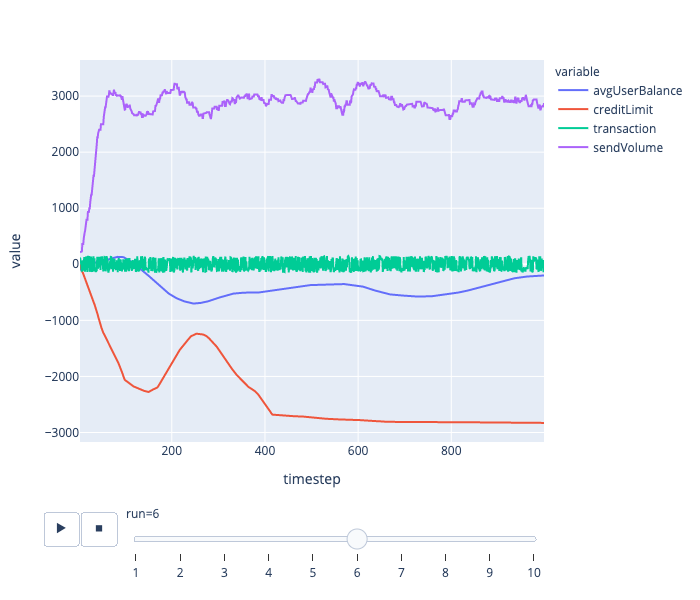 variable
avgUserBalance
creditLimit
transaction
sendVolume
value
3000
2000
1000
0
−1000
−2000
−3000
200 400 600 800
timestep
run=6
1 2 3 4 5 6 7 8 9 10